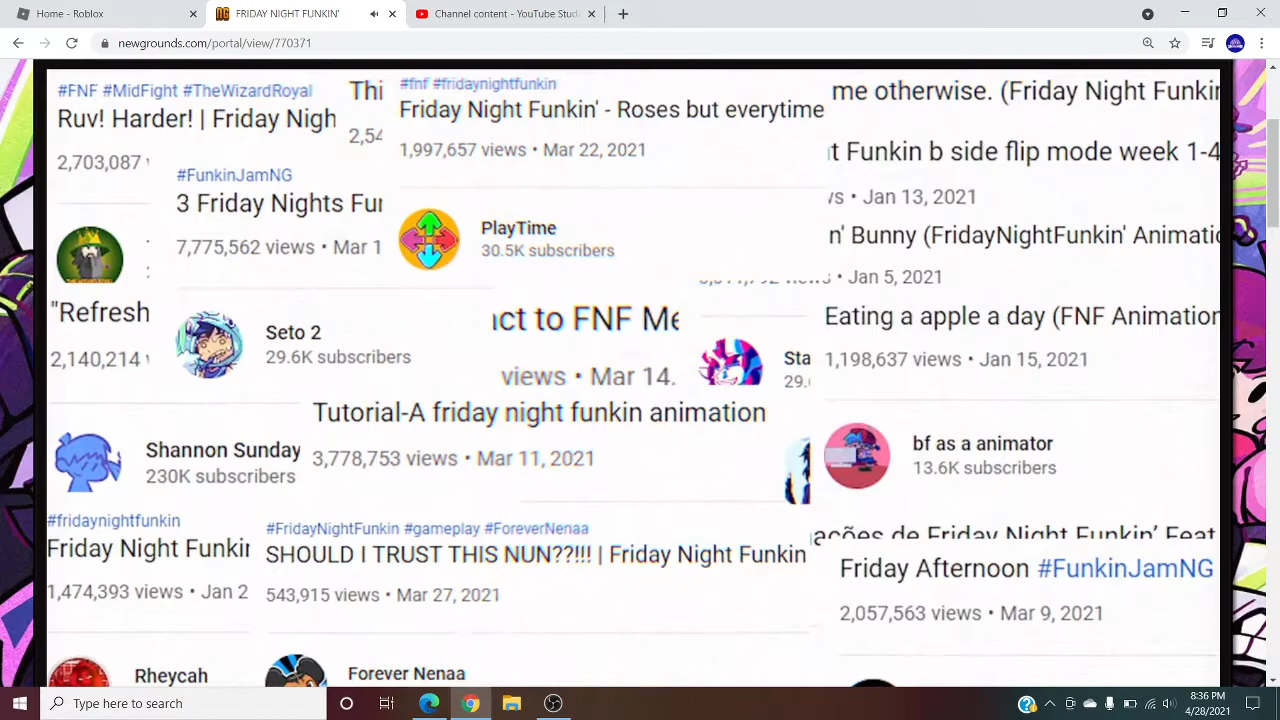 Home - Roblox
FRIDAY NIGHT FUNKIN'
Channel content - YouTube Stud
newgrounds.com/portal/view/770371
#FNF #MidFight #TheWizardRoyal
Ruv! Harder! | Friday Nigh
2,703,087
Thi
2,54
#fnf #fridaynightfunkin
Friday Night Funkin' - Roses but everytime
1,997,657 views • Mar 22, 2021
PlayTime
30.5K subscribers
me otherwise. (Friday Night Funkin
t Funkin b side flip mode week 1-4
vs • Jan 13, 2021
n' Bunny (FridayNightFunkin' Animatic
• Jan 5, 2021
#FunkinJamNG
3 Friday Nights Fun
7,775,562 views • Mar 1
Seto 2
29.6K subscribers
"Refresh
2,140,214
ct to FNF Me
views • Mar 14.
Sta
29.
Eating a apple a day (FNF Animation
1,198,637 views • Jan 15, 2021
bf as a animator
13.6K subscribers
Tutorial-A friday night funkin animation
3,778,753 views • Mar 11, 2021
Shannon Sunday
230K subscribers
#fridaynightfunkin
Friday Night Funkin
1,474,393 views • Jan 2
Rheycah
#FridayNightFunkin #gameplay #ForeverNenaa
SHOULD I TRUST THIS NUN??!!! | Friday Night Funkin
543,915 views • Mar 27, 2021
Forever Nenaa
ações de Friday Night Funkin' Feat
Friday Afternoon #FunkinJamNG
2,057,563 views • Mar 9, 2021
Type here to search
8:36 PM
4/28/2021